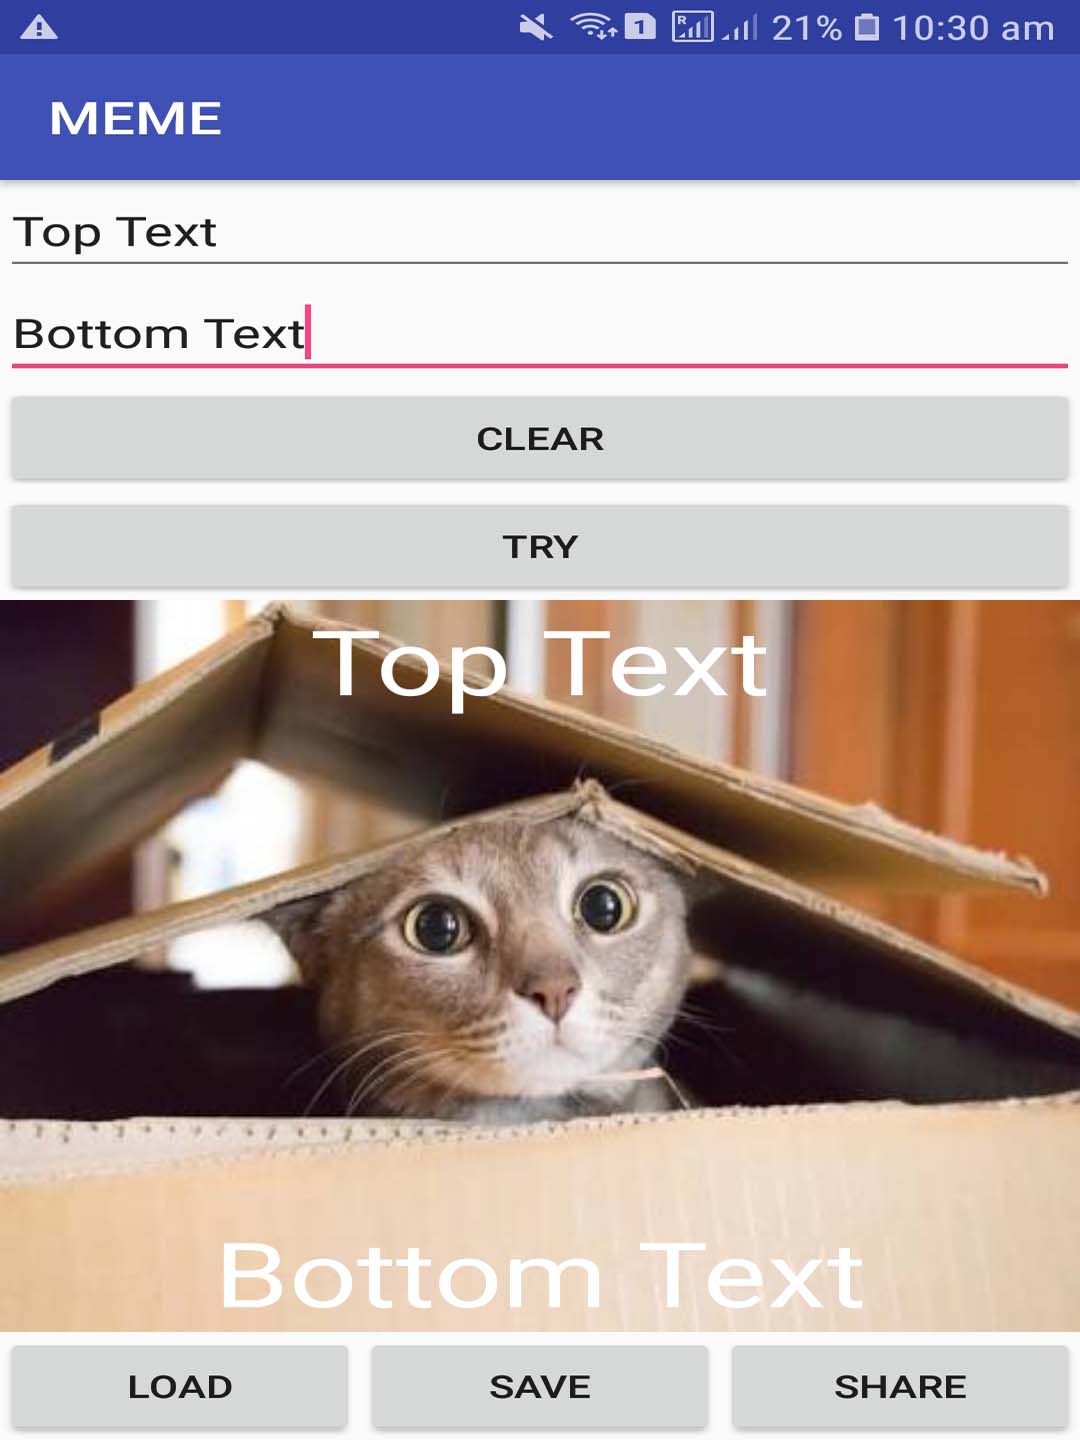 1 R 21% 10:30 am
MEME
Top Text
Bottom Text
CLEAR
TRY
Top Text
Bottom Text
LOAD SAVE SHARE